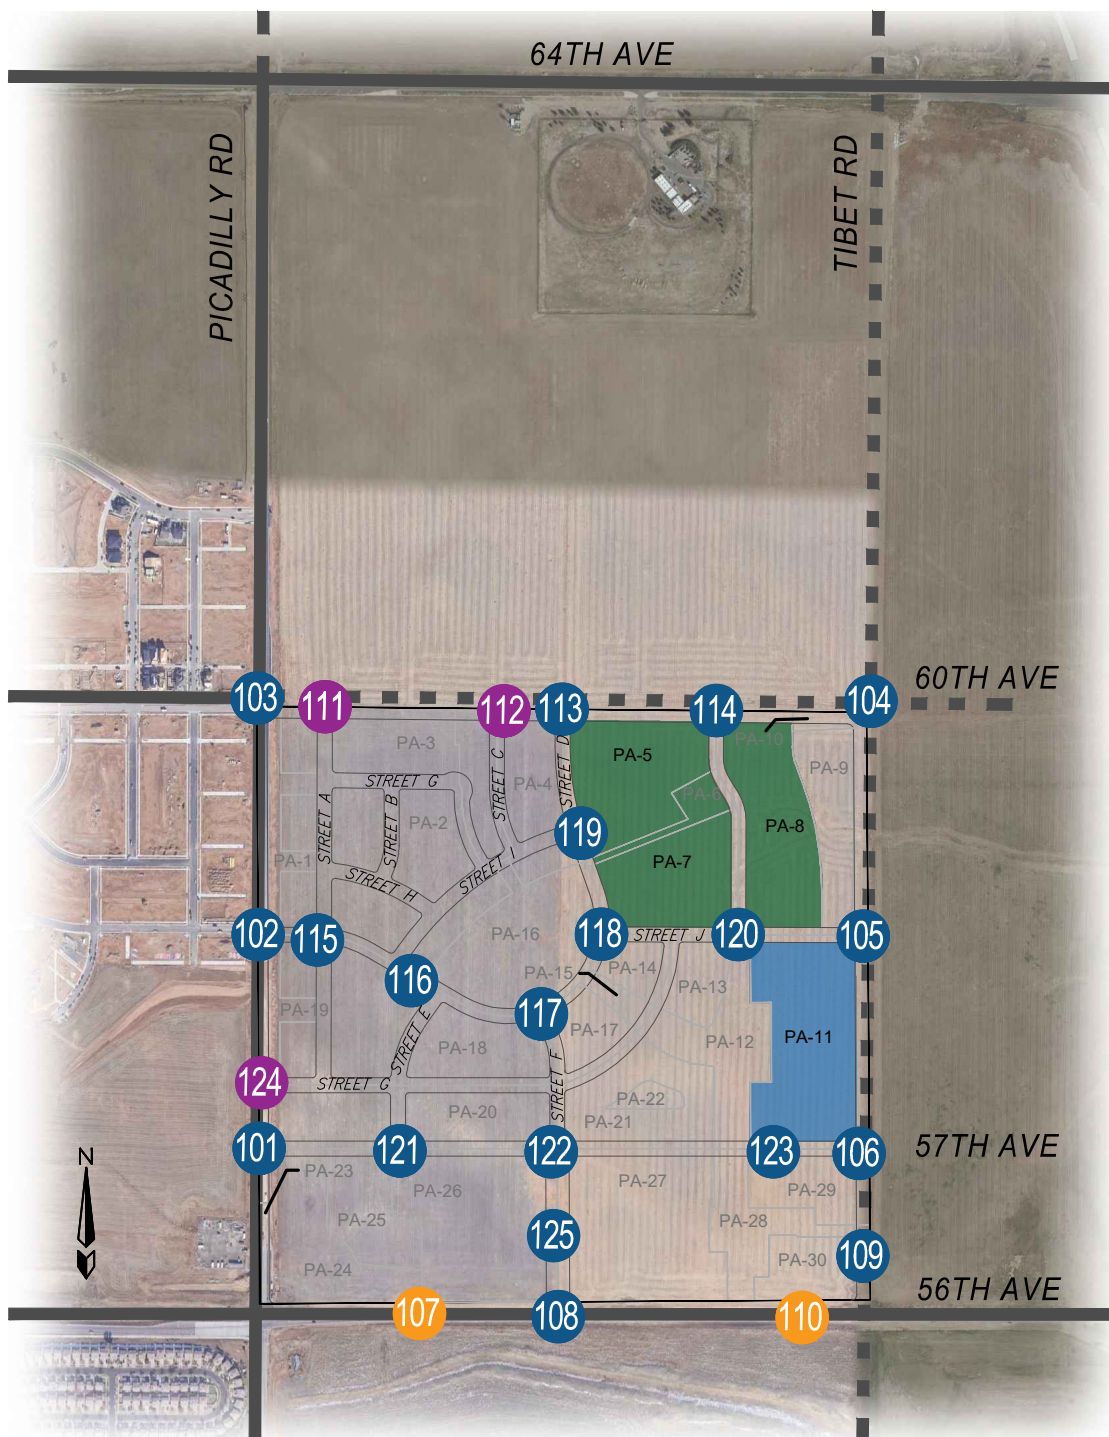 64TH AVE
PICADILLY RD
TIBET RD
60TH AVE
103
111
112
113
114
104
PA-3
STREET C
STREET D
PA-5
PA-10
PA-9
STREET G
PA-4
PA-6
STREET A
STREET B
PA-2
119
PA-8
PA-1
STREET I
PA-7
STREET H
102
115
PA-16
118
STREET J
120
105
116
PA-15
PA-14
PA-13
PA-19
117
PA-17
PA-12
PA-11
STREET E
PA-18
STREET F
124
STREET G
PA-20
PA-22
PA-21
101
121
122
123
106
57TH AVE
N
PA-23
PA-26
PA-27
PA-29
PA-25
PA-28
125
PA-24
PA-30
109
56TH AVE
107
108
110